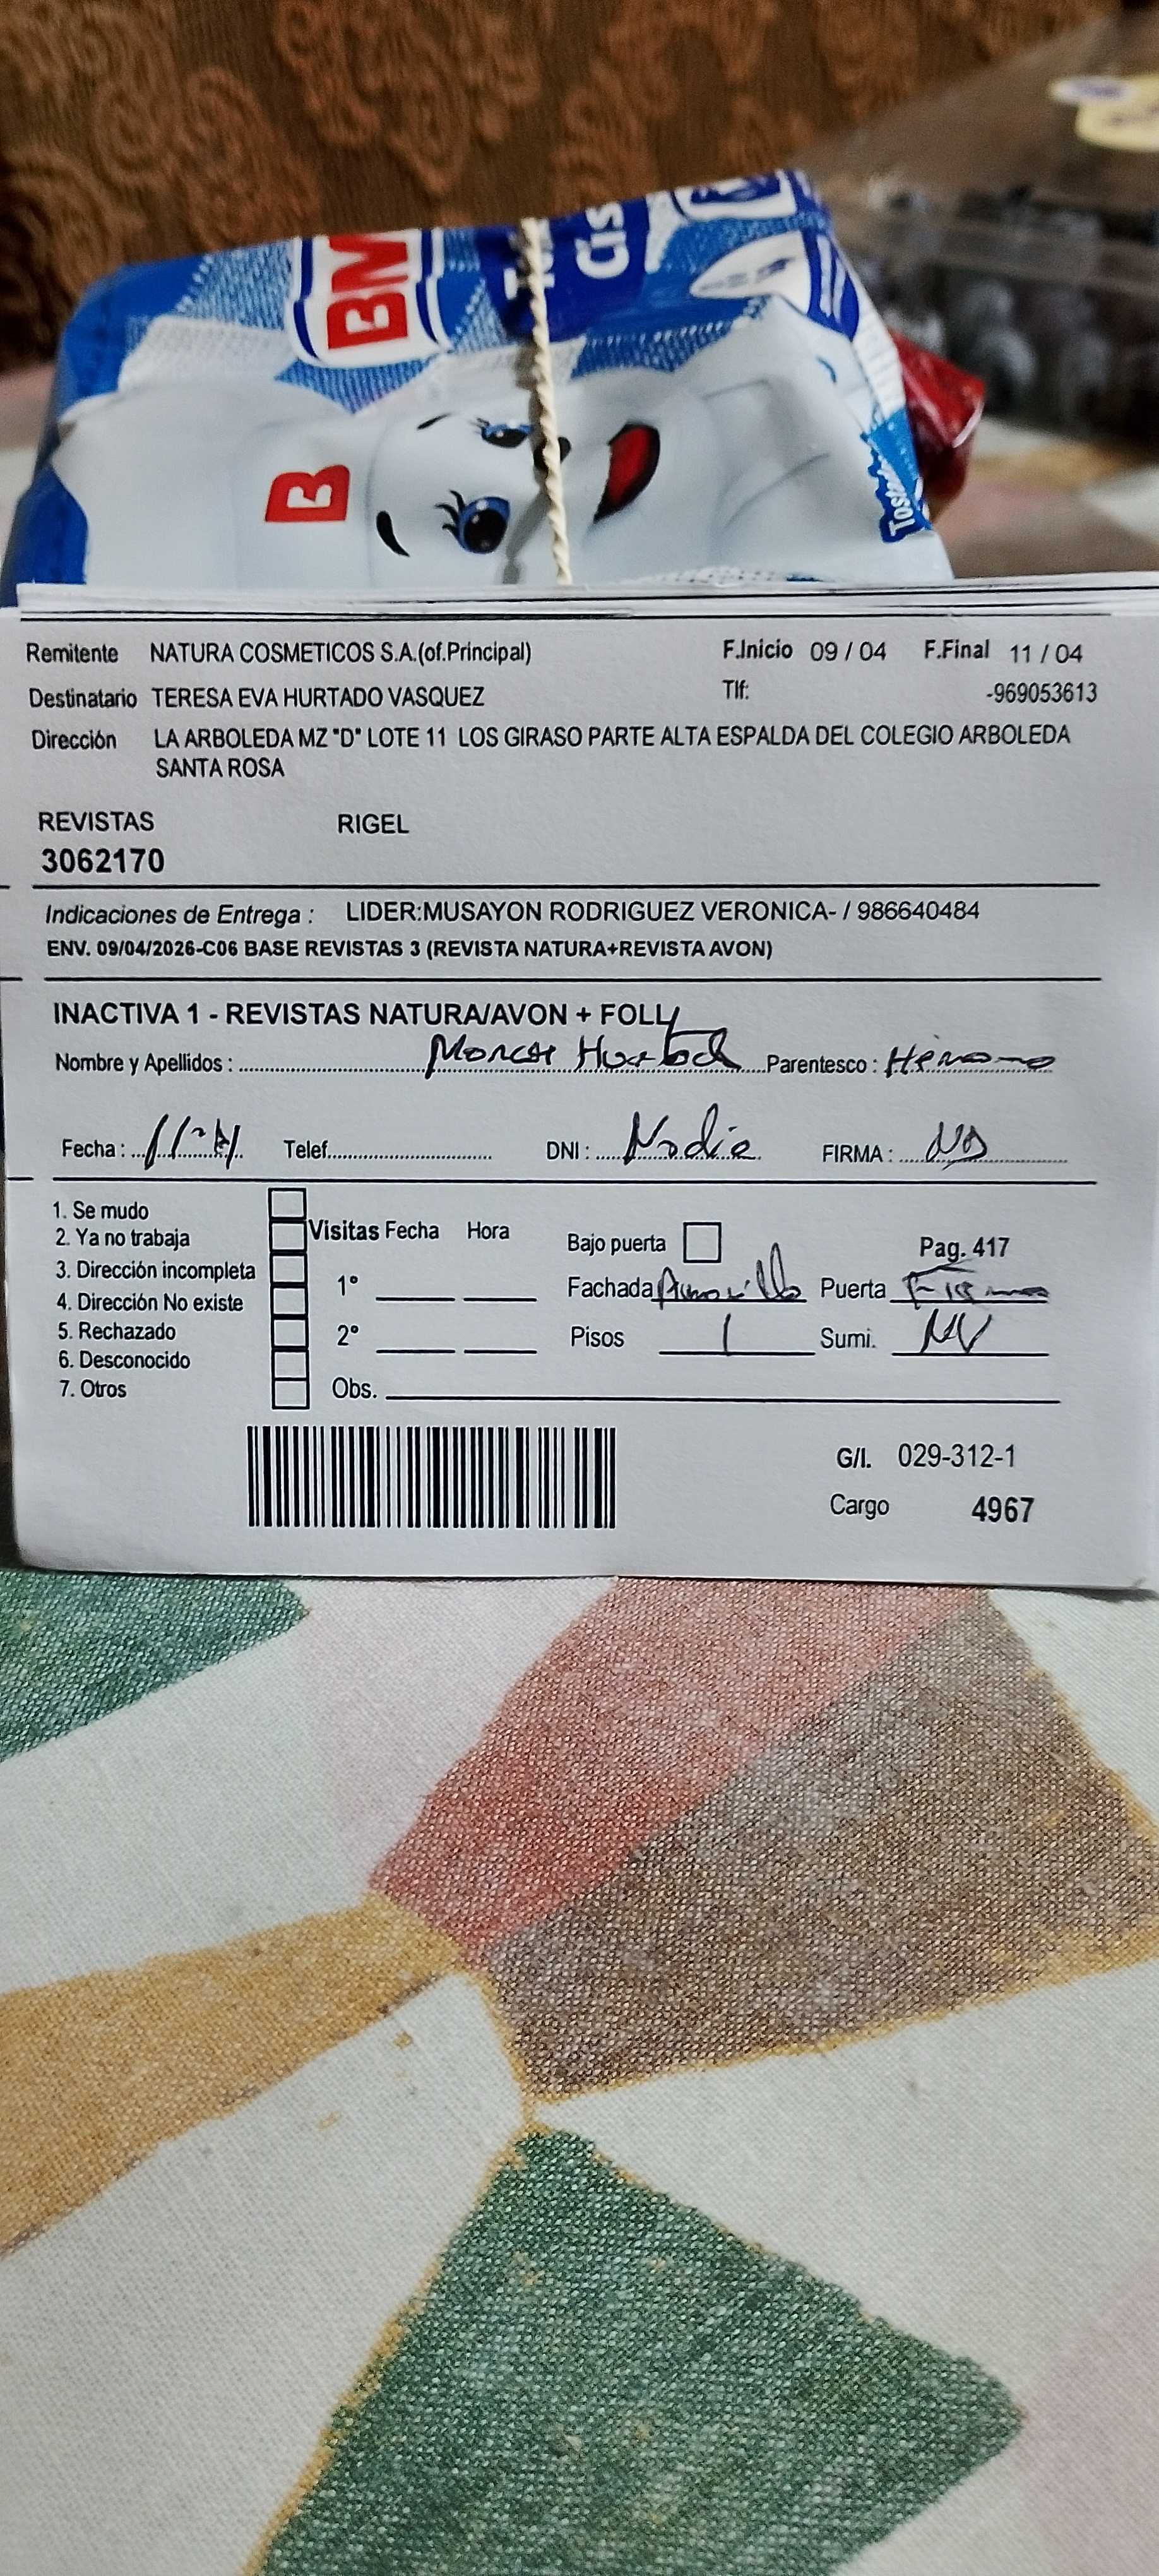 BM
B
Remitente NATURA COSMETICOS S.A.(of.Principal) F.Inicio 09 / 04 F.Final 11 / 04
Destinatario TERESA EVA HURTADO VASQUEZ Tlf: -969053613
Dirección LA ARBOLEDA MZ "D" LOTE 11 LOS GIRASO PARTE ALTA ESPALDA DEL COLEGIO ARBOLEDA
SANTA ROSA
REVISTAS RIGEL
3062170
Indicaciones de Entrega : LIDER:MUSAYON RODRIGUEZ VERONICA- / 986640484
ENV. 09/04/2026-C06 BASE REVISTAS 3 (REVISTA NATURA+REVISTA AVON)
INACTIVA 1 - REVISTAS NATURA/AVON + FOLL
Nombre y Apellidos : Parentesco :
Fecha : Telef. DNI : Nadie FIRMA :
1. Se mudo
2. Ya no trabaja
3. Dirección incompleta
4. Dirección No existe
5. Rechazado
6. Desconocido
7. Otros
Visitas Fecha Hora
1°
2°
Obs.
Bajo puerta Pag. 417
Fachada Puerta
Pisos 1 Sumi.
G/I. 029-312-1
Cargo 4967